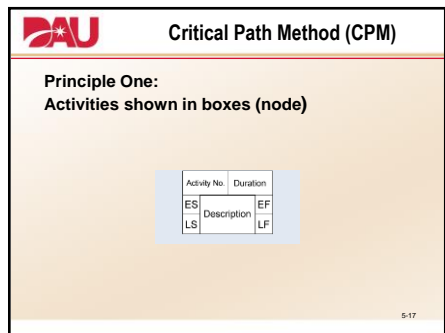 DAU
Critical Path Method (CPM)
Principle One:
Activities shown in boxes (node)
Activity No. Duration
ES EF
Description
LS LF
5-17